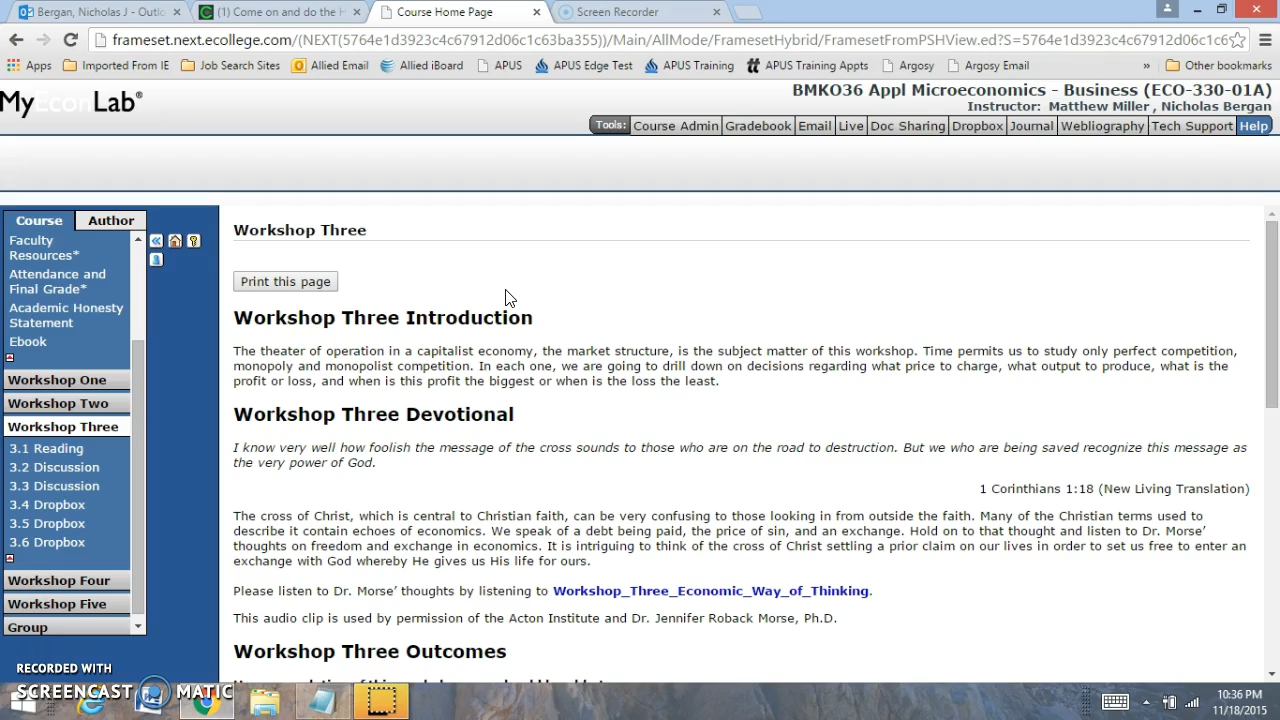 Bergan, Nicholas J - Outlo
(1) Come on and do the H
Course Home Page
Screen Recorder
frameset.next.ecollege.com/(NEXT(5764e1d3923c4c67912d06c1c63ba355))/Main/AllMode/FramesetHybrid/FramesetFromPSHView.ed?S=5764e1d3923c4c67912d06c1c6
Apps Imported From IE Job Search Sites Allied Email Allied iBoard APUS APUS Edge Test APUS Training APUS Training Appts Argosy Argosy Email » Other bookmarks
MyEconLab®
BMKO36 Appl Microeconomics - Business (ECO-330-01A)
Instructor: Matthew Miller , Nicholas Bergan
Tools: Course Admin Gradebook Email Live Doc Sharing Dropbox Journal Webliography Tech Support Help
Course Author
Faculty
Resources*
Attendance and
Final Grade*
Academic Honesty
Statement
Ebook
Workshop One
Workshop Two
Workshop Three
3.1 Reading
3.2 Discussion
3.3 Discussion
3.4 Dropbox
3.5 Dropbox
3.6 Dropbox
Workshop Four
Workshop Five
Group
Workshop Three
Print this page
Workshop Three Introduction
The theater of operation in a capitalist economy, the market structure, is the subject matter of this workshop. Time permits us to study only perfect competition,
monopoly and monopolist competition. In each one, we are going to drill down on decisions regarding what price to charge, what output to produce, what is the
profit or loss, and when is this profit the biggest or when is the loss the least.
Workshop Three Devotional
I know very well how foolish the message of the cross sounds to those who are on the road to destruction. But we who are being saved recognize this message as
the very power of God.
1 Corinthians 1:18 (New Living Translation)
The cross of Christ, which is central to Christian faith, can be very confusing to those looking in from outside the faith. Many of the Christian terms used to
describe it contain echoes of economics. We speak of a debt being paid, the price of sin, and an exchange. Hold on to that thought and listen to Dr. Morse’
thoughts on freedom and exchange in economics. It is intriguing to think of the cross of Christ settling a prior claim on our lives in order to set us free to enter an
exchange with God whereby He gives us His life for ours.
Please listen to Dr. Morse’ thoughts by listening to Workshop_Three_Economic_Way_of_Thinking.
This audio clip is used by permission of the Acton Institute and Dr. Jennifer Roback Morse, Ph.D.
Workshop Three Outcomes
RECORDED WITH
SCREENCAST MATIC
10:36 PM
11/18/2015